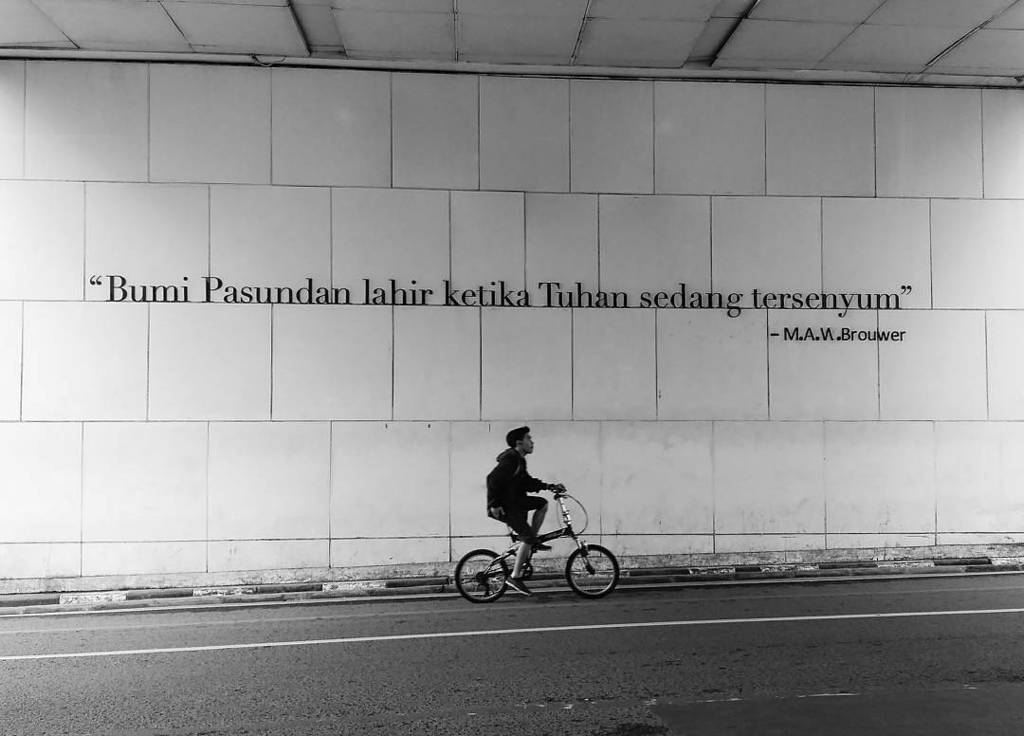 “Bumi Pasundan lahir ketika Tuhan sedang tersenyum”
– M.A.W.Brouwer